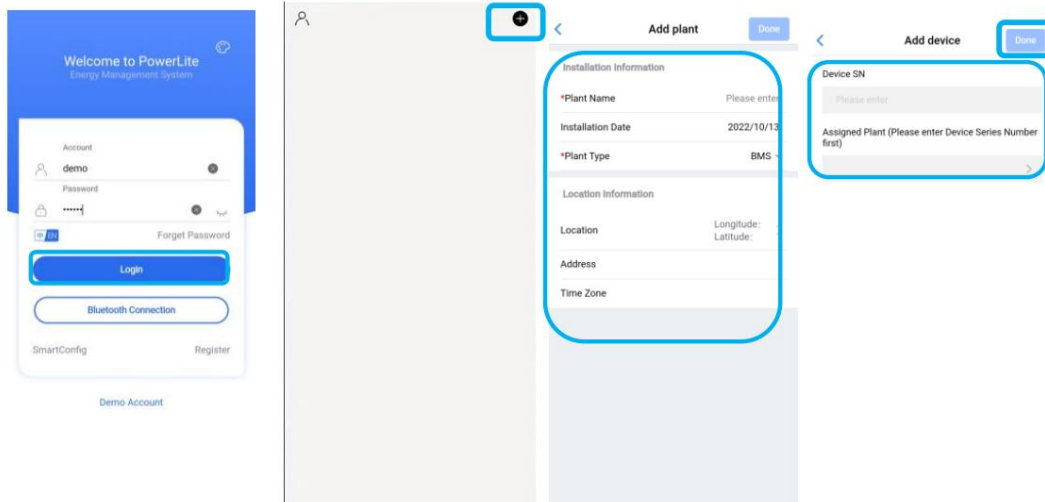 Welcome to PowerLite
Energy Management System
Account
demo
Password
中/EN
Forget Password
Login
Bluetooth Connection
SmartConfig
Register
Demo Account
Add plant
Done
Installation Information
*Plant Name
Please enter
Installation Date
2022/10/13
*Plant Type
BMS
Location Information
Location
Longitude:
Latitude:
Address
Time Zone
Add device
Done
Device SN
Please enter
Assigned Plant (Please enter Device Series Number
first)